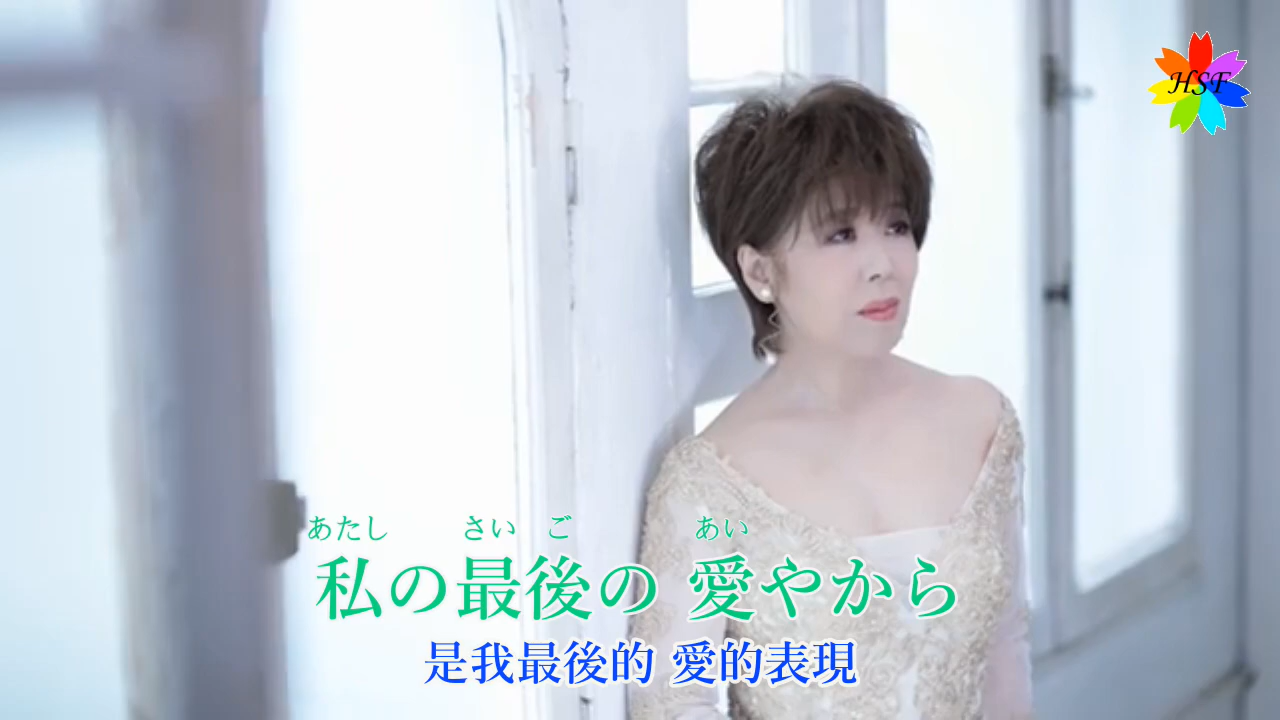 HSF
あたし さい ご あい
私の最後の 愛やから
是我最後的 愛的表現